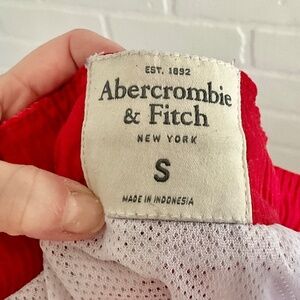 EST. 1892
Abercrombie
& Fitch
NEW YORK
S
MADE IN INDONESIA